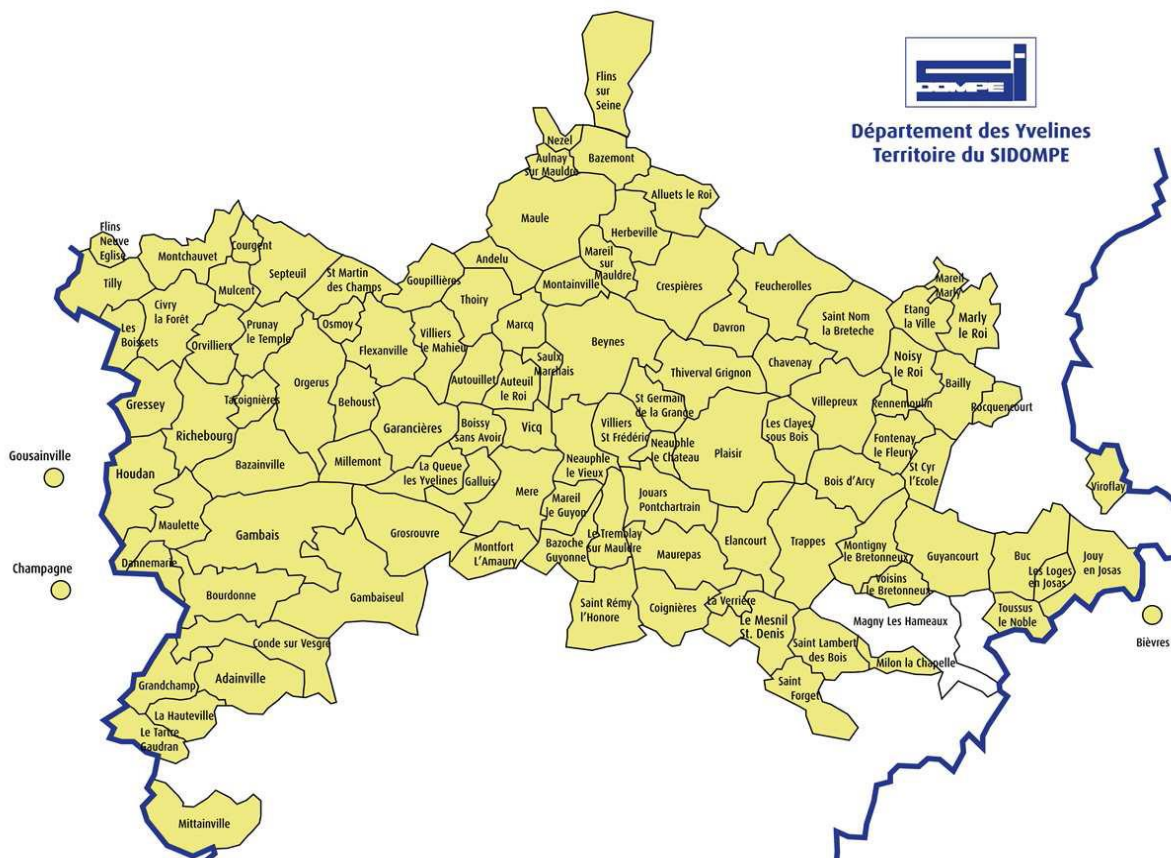 SIDOMPE
Département des Yvelines
Territoire du SIDOMPE
Flins
sur
Seine
Nezel
Aulnay
sur Mauldre
Bazemont
Alluets le Roi
Maule
Herbeville
Flins
Neuve
Eglise
Montchauvet
Courgent
Septeuil
St Martin
des Champs
Goupillières
Andelu
Mareil
sur
Mauldre
Montainville
Crespières
Feucherolles
Mareil
Marly
Tilly
Mulcent
Thoiry
Civry
la Forêt
Les
Boissets
Orvilliers
Prunay
le Temple
Osmoy
Flexanville
Villiers
le Mahieu
Marcq
Beynes
Davron
Saint Nom
la Breteche
Etang
la Ville
Marly
le Roi
Saulx
Marchais
Thiverval Grignon
Chavenay
Noisy
le Roi
Bailly
Rocquencourt
Gressey
Tacoignières
Orgerus
Behoust
Autouillet
Auteuil
le Roi
St Germain
de la Grange
Villepreux
Rennemoulin
Richebourg
Garancières
Boissy
sans Avoir
Vicq
Villiers
St Frédéric
Neauphle
le Chateau
Plaisir
Les Clayes
sous Bois
Fontenay
le Fleury
St Cyr
l'Ecole
Gousainville
Houdan
Bazainville
Millemont
La Queue
les Yvelines
Galluis
Mere
Neauphle
le Vieux
Bois d'Arcy
Viroflay
Maulette
Gambais
Grosrouvre
Mareil
le Guyon
Jouars
Pontchartrain
Montfort
L'Amaury
Bazoche
Guyonne
Le Tremblay
sur Mauldre
Maurepas
Elancourt
Trappes
Montigny
le Bretonneux
Guyancourt
Buc
Les Loges
en Josas
Jouy
en Josas
Champagne
Dannemarie
Bourdonne
Gambaiseul
Saint Rémy
l'Honore
Coignières
La Verrière
Voisins
le Bretonneux
Le Mesnil
St. Denis
Magny Les Hameaux
Toussus
le Noble
Bièvres
Conde sur Vesgre
Saint Lambert
des Bois
Milon la Chapelle
Grandchamp
Adainville
Saint
Forget
La Hauteville
Le Tartre
Gaudran
Mittainville